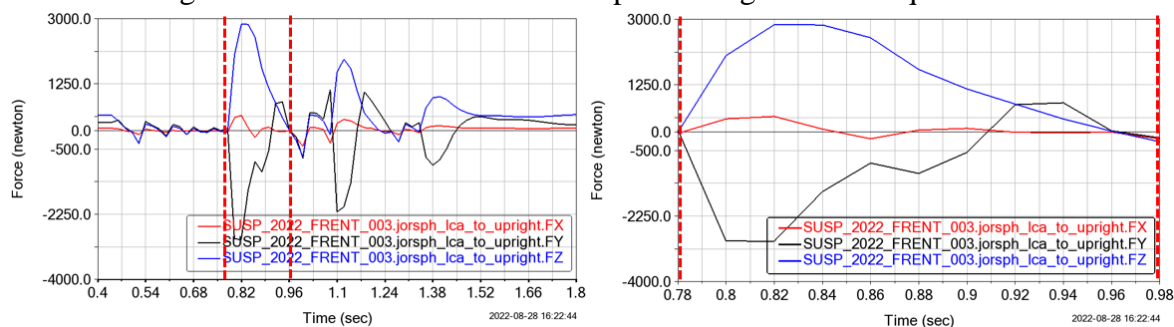 3000.0
1250.0
0.0
-500.0
-2250.0
-4000.0
Force (newton)
SUSP_2022_FRENT_003.jorsph_lca_to_upright.FX
SUSP_2022_FRENT_003.jorsph_lca_to_upright.FY
SUSP_2022_FRENT_003.jorsph_lca_to_upright.FZ
0.4 0.54 0.68 0.82 0.96 1.1 1.24 1.38 1.52 1.66 1.8
Time (sec)
2022-08-28 16:22:44
3000.0
1250.0
0.0
-500.0
-2250.0
-4000.0
Force (newton)
SUSP_2022_FRENT_003.jorsph_lca_to_upright.FX
SUSP_2022_FRENT_003.jorsph_lca_to_upright.FY
SUSP_2022_FRENT_003.jorsph_lca_to_upright.FZ
0.78 0.8 0.82 0.84 0.86 0.88 0.9 0.92 0.94 0.96 0.98
Time (sec)
2022-08-28 16:22:44